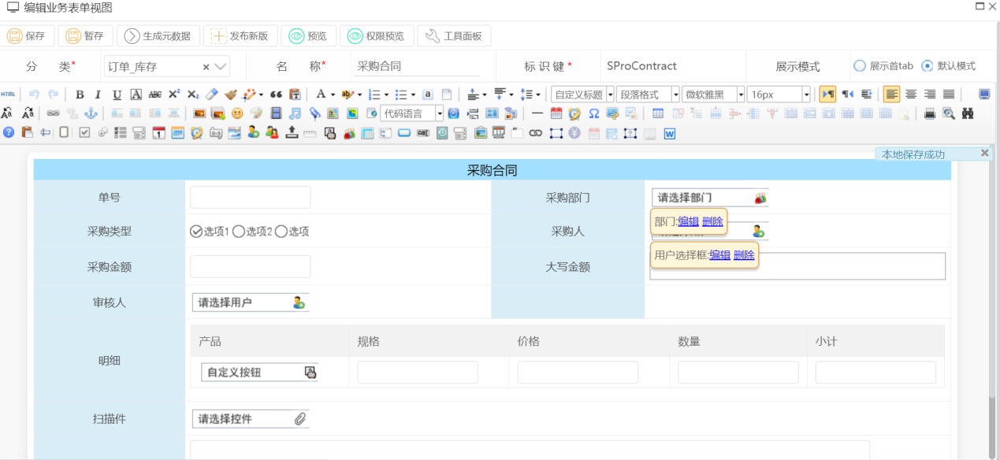 编辑业务表单视图
保存 暂存 生成元数据 发布新版 预览 权限预览 工具面板
分 类* 订单_库存 名 称* 采购合同 标 识 键 * SProContract 展示模式 展示首tab 默认模式
HTML 自定义标题 段落格式 微软雅黑 16px
代码语言
本地保存成功
采购合同
单号 采购部门 请选择部门
部门:编辑 删除
采购类型 选项1 选项2 选项 采购人
用户选择框:编辑 删除
采购金额 大写金额
审核人 请选择用户
明细
产品 规格 价格 数量 小计
自定义按钮
扫描件 请选择控件